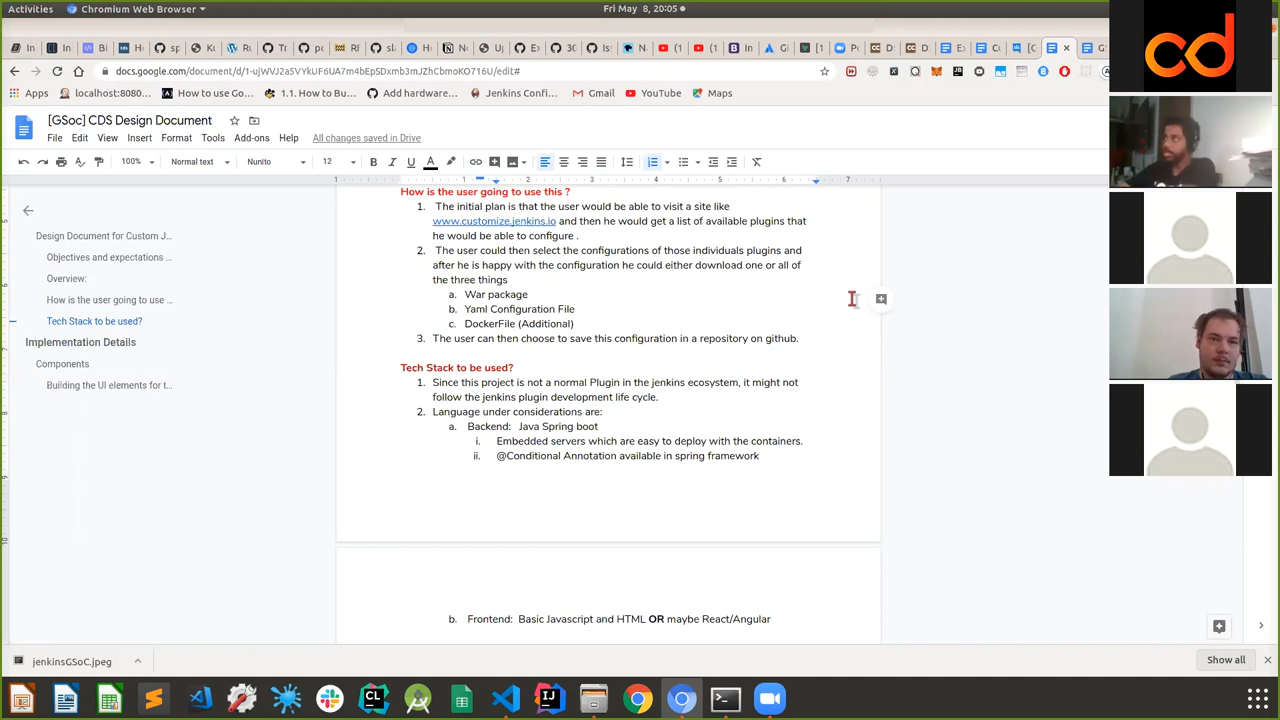 Activities
Chromium Web Browser
Fri May 8, 20:05
docs.google.com/document/d/
Apps
localhost:8080...
How to use Go...
1.1. How to Bu...
Add hardware...
Jenkins Confi...
Gmail
YouTube
Maps
[GSoc] CDS Design Document
File Edit View Insert Format Tools Add-ons Help All changes saved in Drive
100% Normal text Nunito 12
Design Document for Custom J...
Objectives and expectations ...
Overview:
How is the user going to use ...
Tech Stack to be used?
Implementation Details
Components
Building the UI elements for t...
How is the user going to use this ?
1. The initial plan is that the user would be able to visit a site like
www.customize.jenkins.io and then he would get a list of available plugins that
he would be able to configure .
2. The user could then select the configurations of those individuals plugins and
after he is happy with the configuration he could either download one or all of
the three things
a. War package
b. Yaml Configuration File
c. DockerFile (Additional)
3. The user can then choose to save this configuration in a repository on github.
Tech Stack to be used?
1. Since this project is not a normal Plugin in the jenkins ecosystem, it might not
follow the jenkins plugin development life cycle.
2. Language under considerations are:
a. Backend: Java Spring boot
i. Embedded servers which are easy to deploy with the containers.
ii. @Conditional Annotation available in spring framework
b. Frontend: Basic Javascript and HTML OR maybe React/Angular
cd
jenkinsGSoC.jpeg
Show all